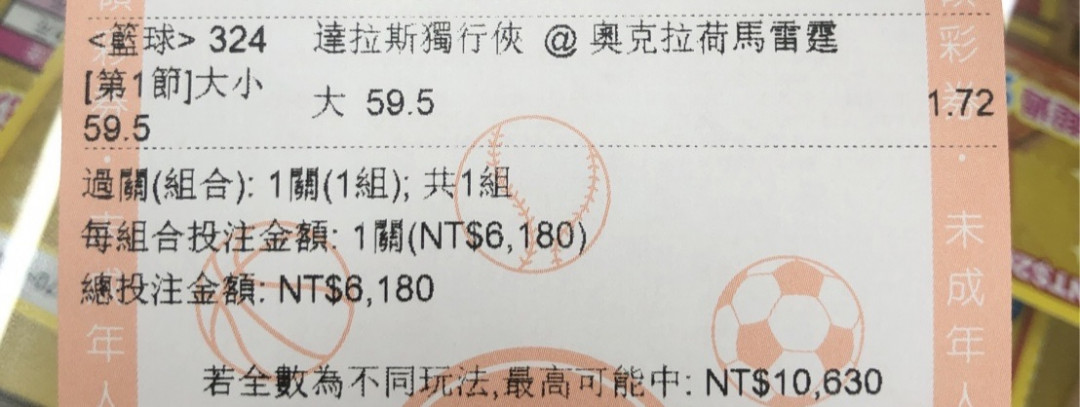 <籃球> 324 達拉斯獨行俠 @ 奧克拉荷馬雷霆
[第1節]大小
59.5
大 59.5 1.72
過關(組合): 1關(1組); 共1組
每組合投注金額: 1關(NT$6,180)
總投注金額: NT$6,180
若全數為不同玩法,最高可能中: NT$10,630
彩券・未成年人
年人